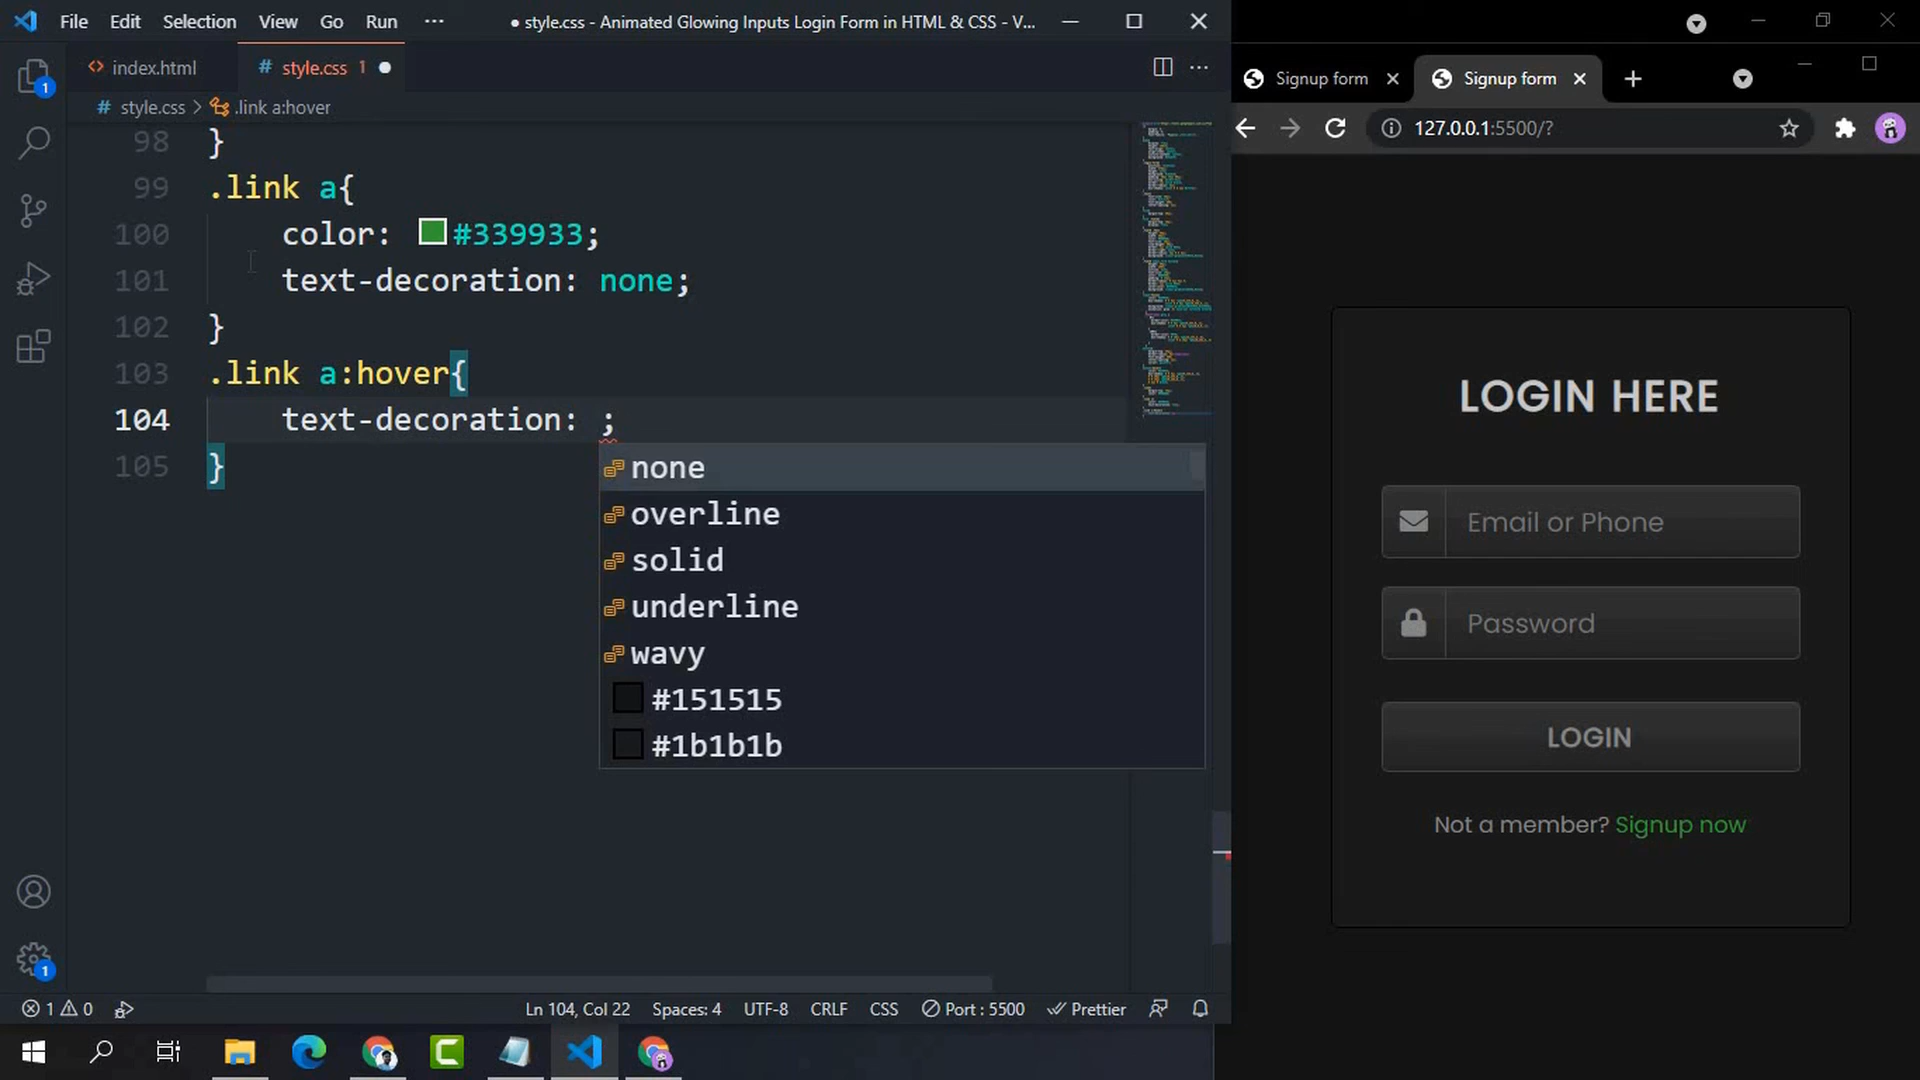 File Edit Selection View Go Run ··· ● style.css - Animated Glowing Inputs Login Form in HTML & CSS - V...
index.html
# style.css 1
# style.css > .link a:hover
98 }
99 .link a{
100 color: #339933;
101 text-decoration: none;
102 }
103 .link a:hover{
104 text-decoration: ;
105 }
none
overline
solid
underline
wavy
#151515
#1b1b1b
1
1
1 0
Ln 104, Col 22 Spaces: 4 UTF-8 CRLF CSS Port : 5500 Prettier
Signup form
Signup form
127.0.0.1:5500/?
LOGIN HERE
Email or Phone
Password
LOGIN
Not a member? Signup now